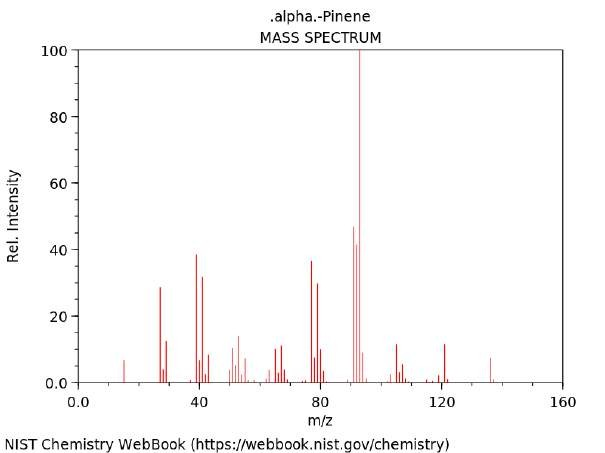 .alpha.-Pinene
MASS SPECTRUM
100
80
60
40
20
0.0
Rel. Intensity
0.0 40 80 120 160
m/z
NIST Chemistry WebBook (https://webbook.nist.gov/chemistry)